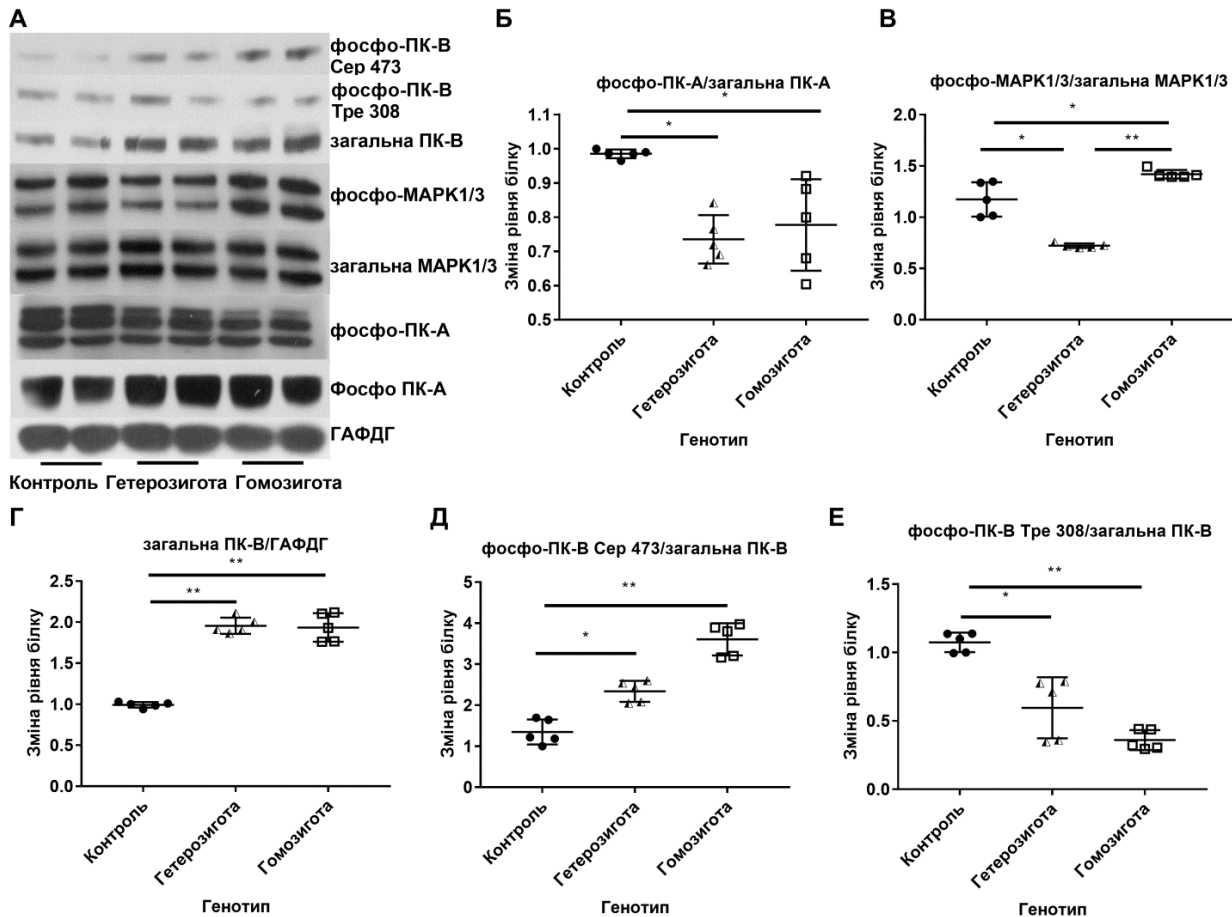 А
фосфо-ПК-В
Сер 473
фосфо-ПК-В
Тре 308
загальна ПК-В
фосфо-МАРК1/3
загальна МАРК1/3
фосфо-ПК-А
Фосфо ПК-А
ГАФДГ
Контроль Гетерозигота Гомозигота
Б
фосфо-ПК-А/загальна ПК-А
*
*
Зміна рівня білку
1.1
1.0
0.9
0.8
0.7
0.6
0.5
Контроль
Гетерозигота
Гомозигота
Генотип
В
фосфо-МАРК1/3/загальна МАРК1/3
*
* **
Зміна рівня білку
2.0
1.5
1.0
0.5
0.0
Контроль
Гетерозигота
Гомозигота
Генотип
Г
загальна ПК-В/ГАФДГ
**
**
Зміна рівня білку
2.5
2.0
1.5
1.0
0.5
0.0
Контроль
Гетерозигота
Гомозигота
Генотип
Д
фосфо-ПК-В Сер 473/загальна ПК-В
**
*
Зміна рівня білку
5
4
3
2
1
0
Контроль
Гетерозигота
Гомозигота
Генотип
Е
фосфо-ПК-В Тре 308/загальна ПК-В
**
*
Зміна рівня білку
1.5
1.0
0.5
0.0
Контроль
Гетерозигота
Гомозигота
Генотип